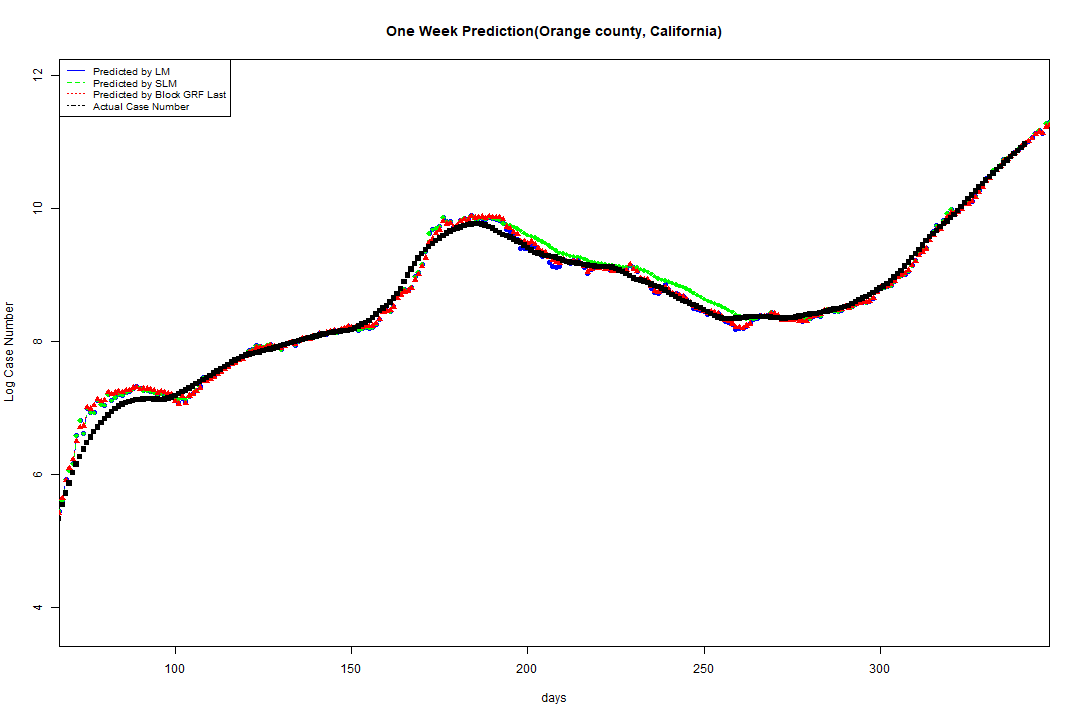 One Week Prediction(Orange county, California)
Predicted by LM
Predicted by SLM
Predicted by Block GRF Last
Actual Case Number
12
10
8
6
4
Log Case Number
100 150 200 250 300
days